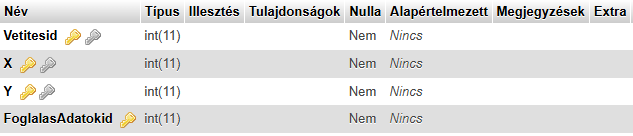 Név Típus Illesztés Tulajdonságok Nulla Alapértelmezett Megjegyzések Extra
Vetitesid int(11) Nem Nincs
X int(11) Nem Nincs
Y int(11) Nem Nincs
FoglalasAdatokid int(11) Nem Nincs